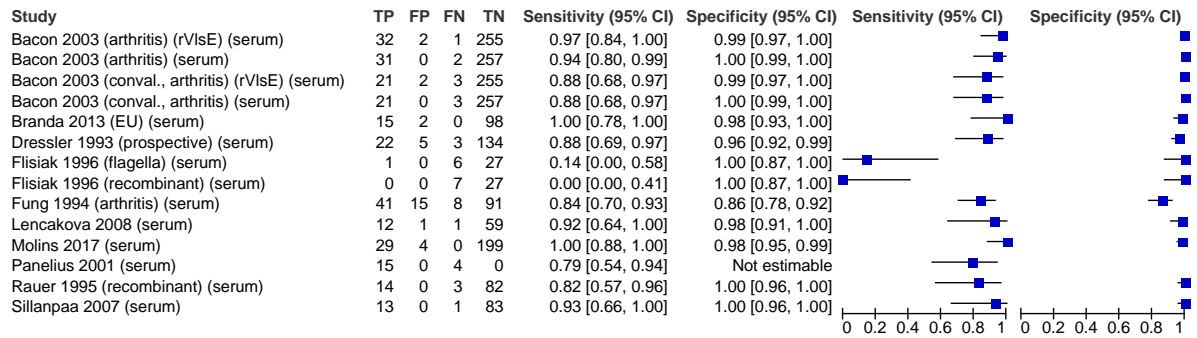 Study TP FP FN TN Sensitivity (95% CI) Specificity (95% CI) Sensitivity (95% CI) Specificity (95% CI)
Bacon 2003 (arthritis) (rVlsE) (serum) 32 2 1 255 0.97 [0.84, 1.00] 0.99 [0.97, 1.00]
Bacon 2003 (arthritis) (serum) 31 0 2 257 0.94 [0.80, 0.99] 1.00 [0.99, 1.00]
Bacon 2003 (conval., arthritis) (rVlsE) (serum) 21 2 3 255 0.88 [0.68, 0.97] 0.99 [0.97, 1.00]
Bacon 2003 (conval., arthritis) (serum) 21 0 3 257 0.88 [0.68, 0.97] 1.00 [0.99, 1.00]
Branda 2013 (EU) (serum) 15 2 0 98 1.00 [0.78, 1.00] 0.98 [0.93, 1.00]
Dressler 1993 (prospective) (serum) 22 5 3 134 0.88 [0.69, 0.97] 0.96 [0.92, 0.99]
Flisiak 1996 (flagella) (serum) 1 0 6 27 0.14 [0.00, 0.58] 1.00 [0.87, 1.00]
Flisiak 1996 (recombinant) (serum) 0 0 7 27 0.00 [0.00, 0.41] 1.00 [0.87, 1.00]
Fung 1994 (arthritis) (serum) 41 15 8 91 0.84 [0.70, 0.93] 0.86 [0.78, 0.92]
Lencakova 2008 (serum) 12 1 1 59 0.92 [0.64, 1.00] 0.98 [0.91, 1.00]
Molins 2017 (serum) 29 4 0 199 1.00 [0.88, 1.00] 0.98 [0.95, 0.99]
Panelius 2001 (serum) 15 0 4 0 0.79 [0.54, 0.94] Not estimable
Rauer 1995 (recombinant) (serum) 14 0 3 82 0.82 [0.57, 0.96] 1.00 [0.96, 1.00]
Sillanpaa 2007 (serum) 13 0 1 83 0.93 [0.66, 1.00] 1.00 [0.96, 1.00]
0 0.2 0.4 0.6 0.8 1 0 0.2 0.4 0.6 0.8 1